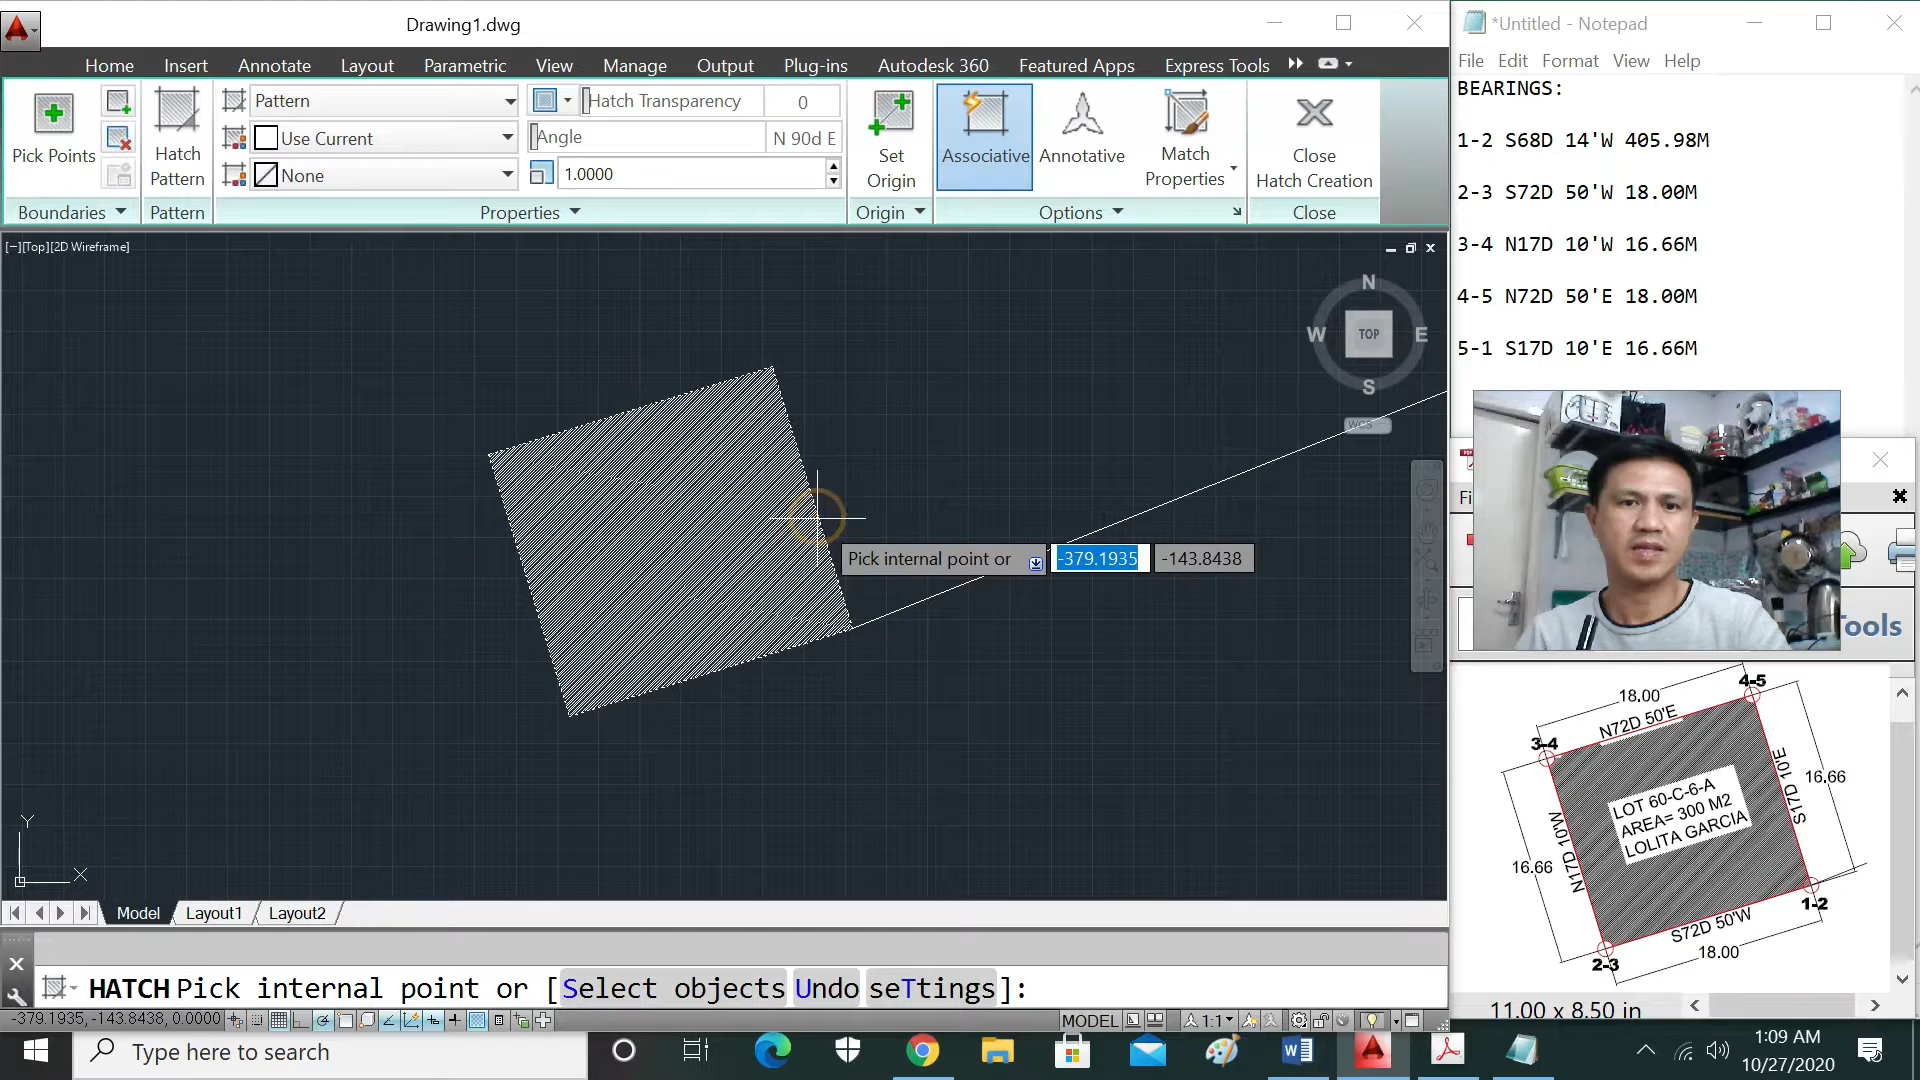 Drawing1.dwg
Home Insert Annotate Layout Parametric View Manage Output Plug-ins Autodesk 360 Featured Apps Express Tools
Pick Points
Hatch Pattern
Pattern
Use Current
None
Hatch Transparency 0
Angle N 90d E
1.0000
Set Origin
Associative
Annotative
Match Properties
Close Hatch Creation
Boundaries Pattern Properties Origin Options Close
[−][Top][2D Wireframe]
N
W TOP E
S
WCS
Pick internal point or -379.1935 -143.8438
Y
X
Model Layout1 Layout2
HATCH Pick internal point or [Select objects Undo seTtings]:
-379.1935, -143.8438, 0.0000
MODEL 1:1
*Untitled - Notepad
File Edit Format View Help
BEARINGS:
1-2 S68D 14'W 405.98M
2-3 S72D 50'W 18.00M
3-4 N17D 10'W 16.66M
4-5 N72D 50'E 18.00M
5-1 S17D 10'E 16.66M
Fi
Tools
4-5
18.00
N72D 50'E
3-4
S17D 10'E
16.66
LOT 60-C-6-A
AREA= 300 M2
LOLITA GARCIA
N17D 10'W
16.66
1-2
S72D 50'W
18.00
2-3
11.00 x 8.50 in
Type here to search
1:09 AM
10/27/2020